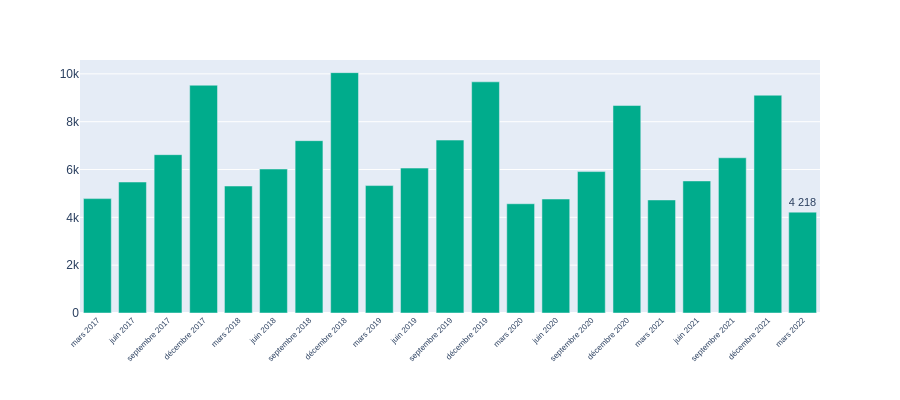 10k
8k
6k
4k
2k
0
4 218
mars 2017
juin 2017
septembre 2017
décembre 2017
mars 2018
juin 2018
septembre 2018
décembre 2018
mars 2019
juin 2019
septembre 2019
décembre 2019
mars 2020
juin 2020
septembre 2020
décembre 2020
mars 2021
juin 2021
septembre 2021
décembre 2021
mars 2022